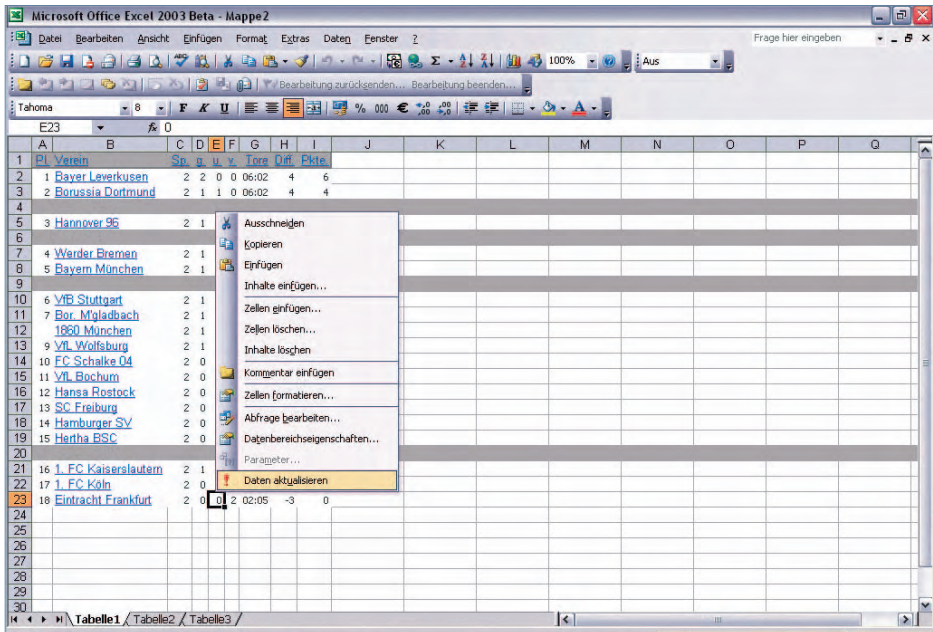 Microsoft Office Excel 2003 Beta - Mappe2
Datei Bearbeiten Ansicht Einfügen Format Extras Daten Fenster ? Frage hier eingeben
100% Aus
Bearbeitung zurücksenden... Bearbeitung beenden...
Tahoma 8 F K U % 000 €
E23 fx 0
A B C D E F G H I J K L M N O P Q
1 Pl. Verein Sp. g. u. v. Tore Diff. Pkte.
2 1 Bayer Leverkusen 2 2 0 0 06:02 4 6
3 2 Borussia Dortmund 2 1 1 0 06:02 4 4
4
5 3 Hannover 96 2 1
6
7 4 Werder Bremen 2 1
8 5 Bayern München 2 1
9
10 6 VfB Stuttgart 2 1
11 7 Bor. M'gladbach 2 1
12 1860 München 2 1
13 9 VfL Wolfsburg 2 1
14 10 FC Schalke 04 2 0
15 11 VfL Bochum 2 0
16 12 Hansa Rostock 2 0
17 13 SC Freiburg 2 0
18 14 Hamburger SV 2 0
19 15 Hertha BSC 2 0
20
21 16 1. FC Kaiserslautern 2 1
22 17 1. FC Köln 2 0
23 18 Eintracht Frankfurt 2 0 0 2 02:05 -3 0
24
25
26
27
28
29
30
Ausschneiden
Kopieren
Einfügen
Inhalte einfügen...
Zellen einfügen...
Zellen löschen...
Inhalte löschen
Kommentar einfügen
Zellen formatieren...
Abfrage bearbeiten...
Datenbereichseigenschaften...
Parameter...
Daten aktualisieren
Tabelle1 Tabelle2 Tabelle3